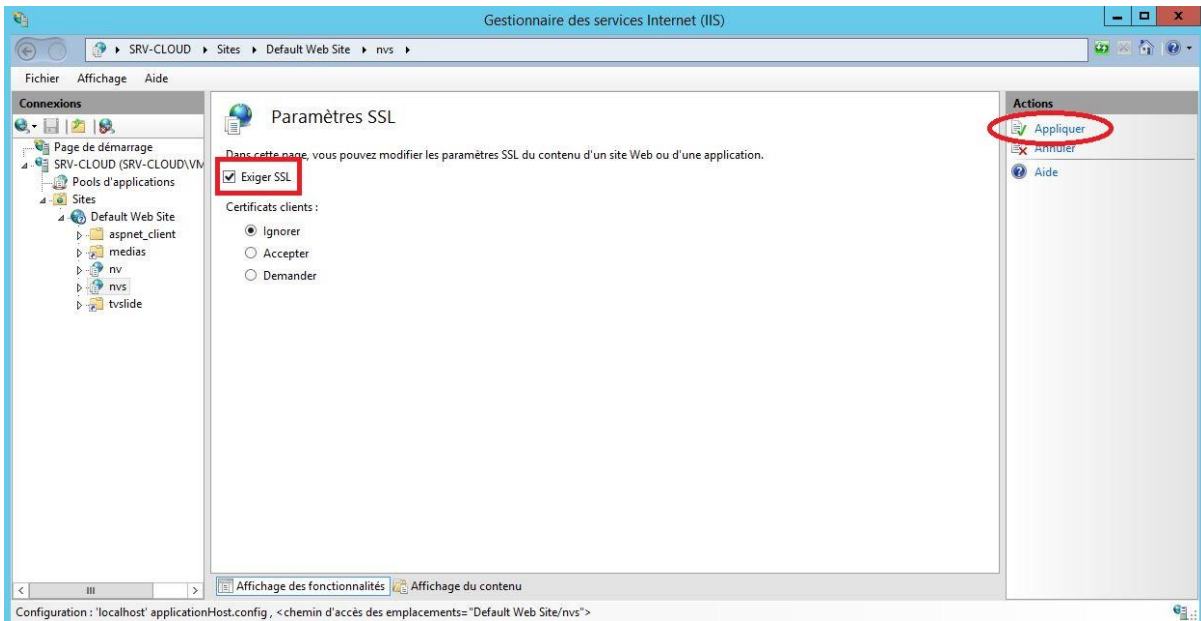 Gestionnaire des services Internet (IIS)
SRV-CLOUD Sites Default Web Site nvs
Fichier Affichage Aide
Connexions
Page de démarrage
SRV-CLOUD (SRV-CLOUD\VM
Pools d'applications
Sites
Default Web Site
aspnet_client
medias
nv
nvs
tvslide
Paramètres SSL
Dans cette page, vous pouvez modifier les paramètres SSL du contenu d'un site Web ou d'une application.
Exiger SSL
Certificats clients :
Ignorer
Accepter
Demander
Affichage des fonctionnalités Affichage du contenu
Actions
Appliquer
Annuler
Aide
Configuration : 'localhost' applicationHost.config , <chemin d'accès des emplacements="Default Web Site/nvs">